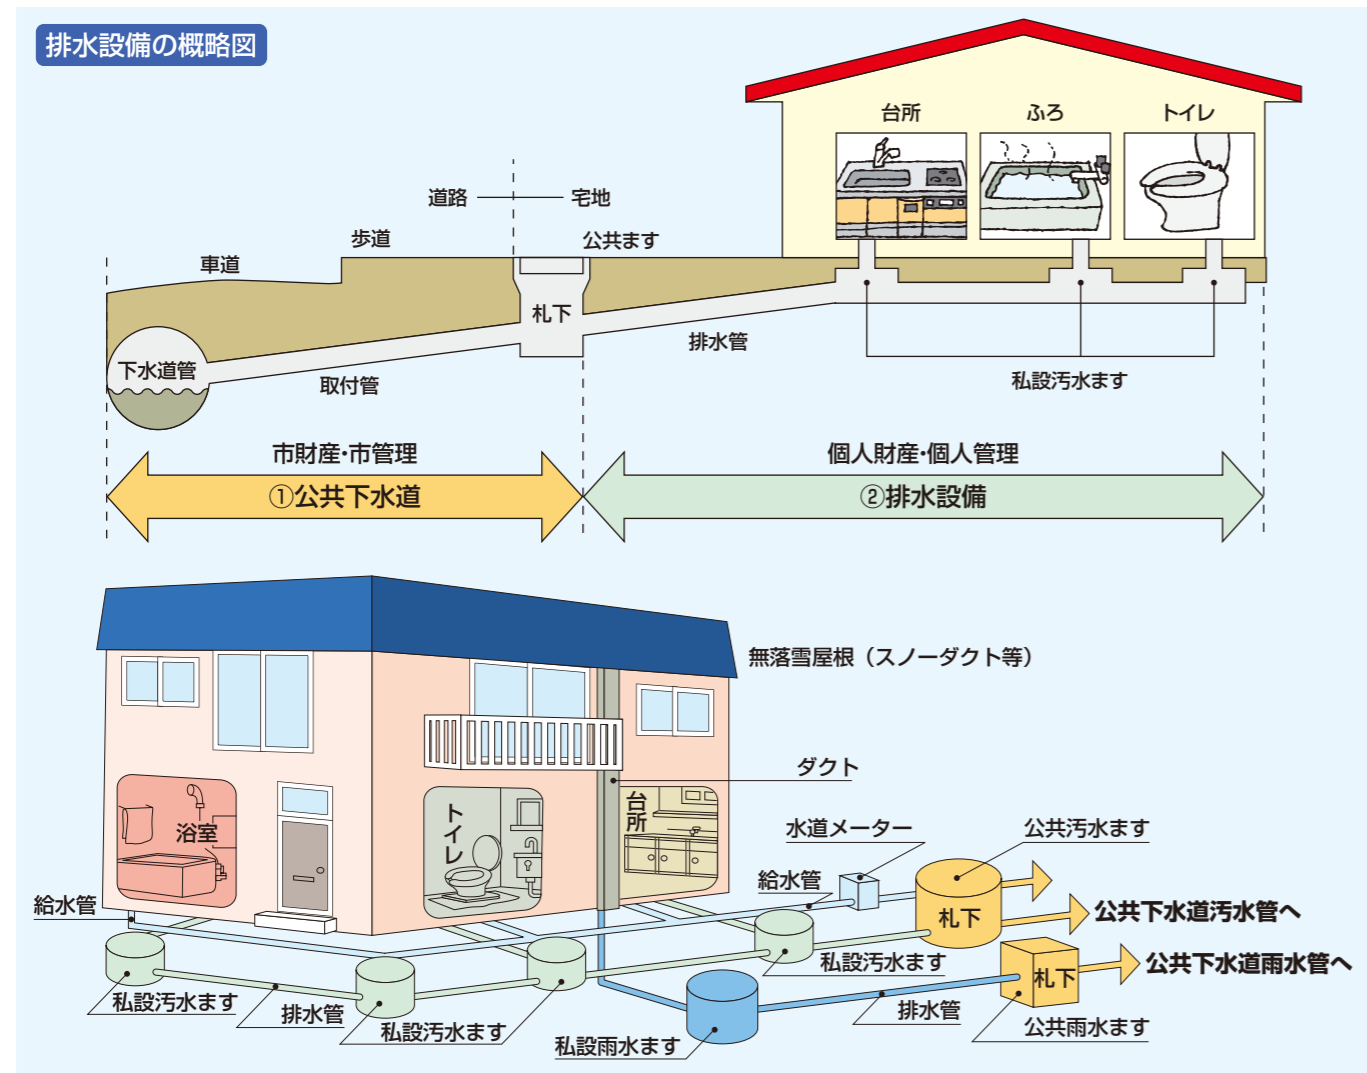 排水設備の概略図
台所
ふろ
トイレ
道路
宅地
歩道
公共ます
車道
札下
排水管
下水道管
取付管
私設汚水ます
市財産・市管理
個人財産・個人管理
①公共下水道
②排水設備
無落雪屋根（スノーダクト等）
ダクト
台所
トイレ
浴室
水道メーター
公共汚水ます
給水管
給水管
札下
公共下水道汚水管へ
私設汚水ます
公共下水道雨水管へ
札下
私設汚水ます
排水管
私設汚水ます
排水管
公共雨水ます
私設雨水ます